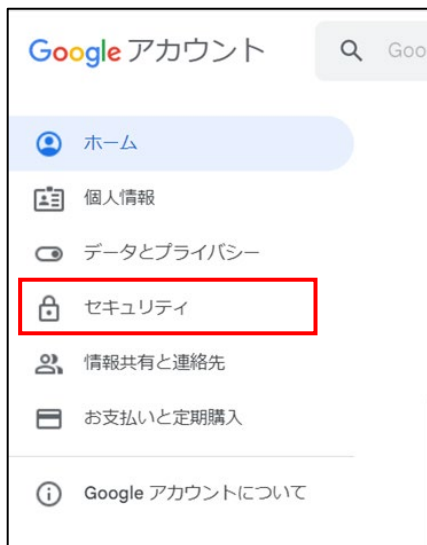 Google アカウント
Goo
ホーム
個人情報
データとプライバシー
セキュリティ
情報共有と連絡先
お支払いと定期購入
Google アカウントについて